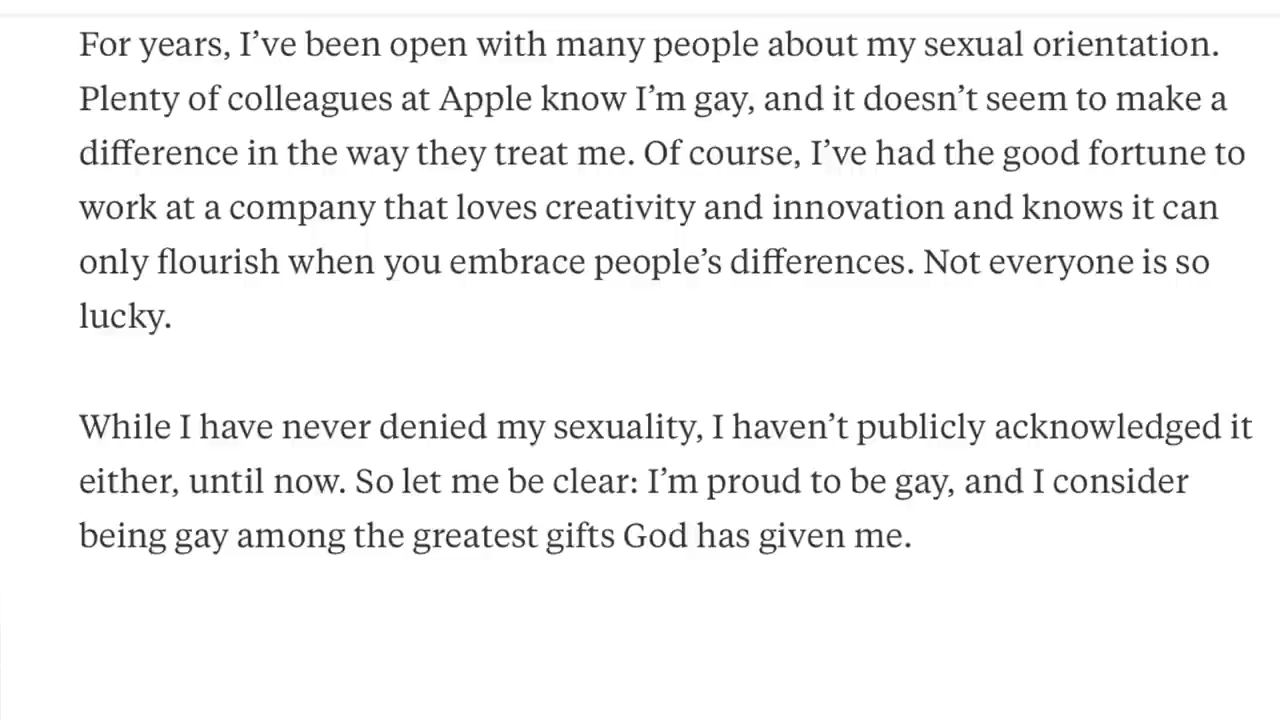 For years, I’ve been open with many people about my sexual orientation.
Plenty of colleagues at Apple know I’m gay, and it doesn’t seem to make a
difference in the way they treat me. Of course, I’ve had the good fortune to
work at a company that loves creativity and innovation and knows it can
only flourish when you embrace people’s differences. Not everyone is so
lucky.
While I have never denied my sexuality, I haven’t publicly acknowledged it
either, until now. So let me be clear: I’m proud to be gay, and I consider
being gay among the greatest gifts God has given me.